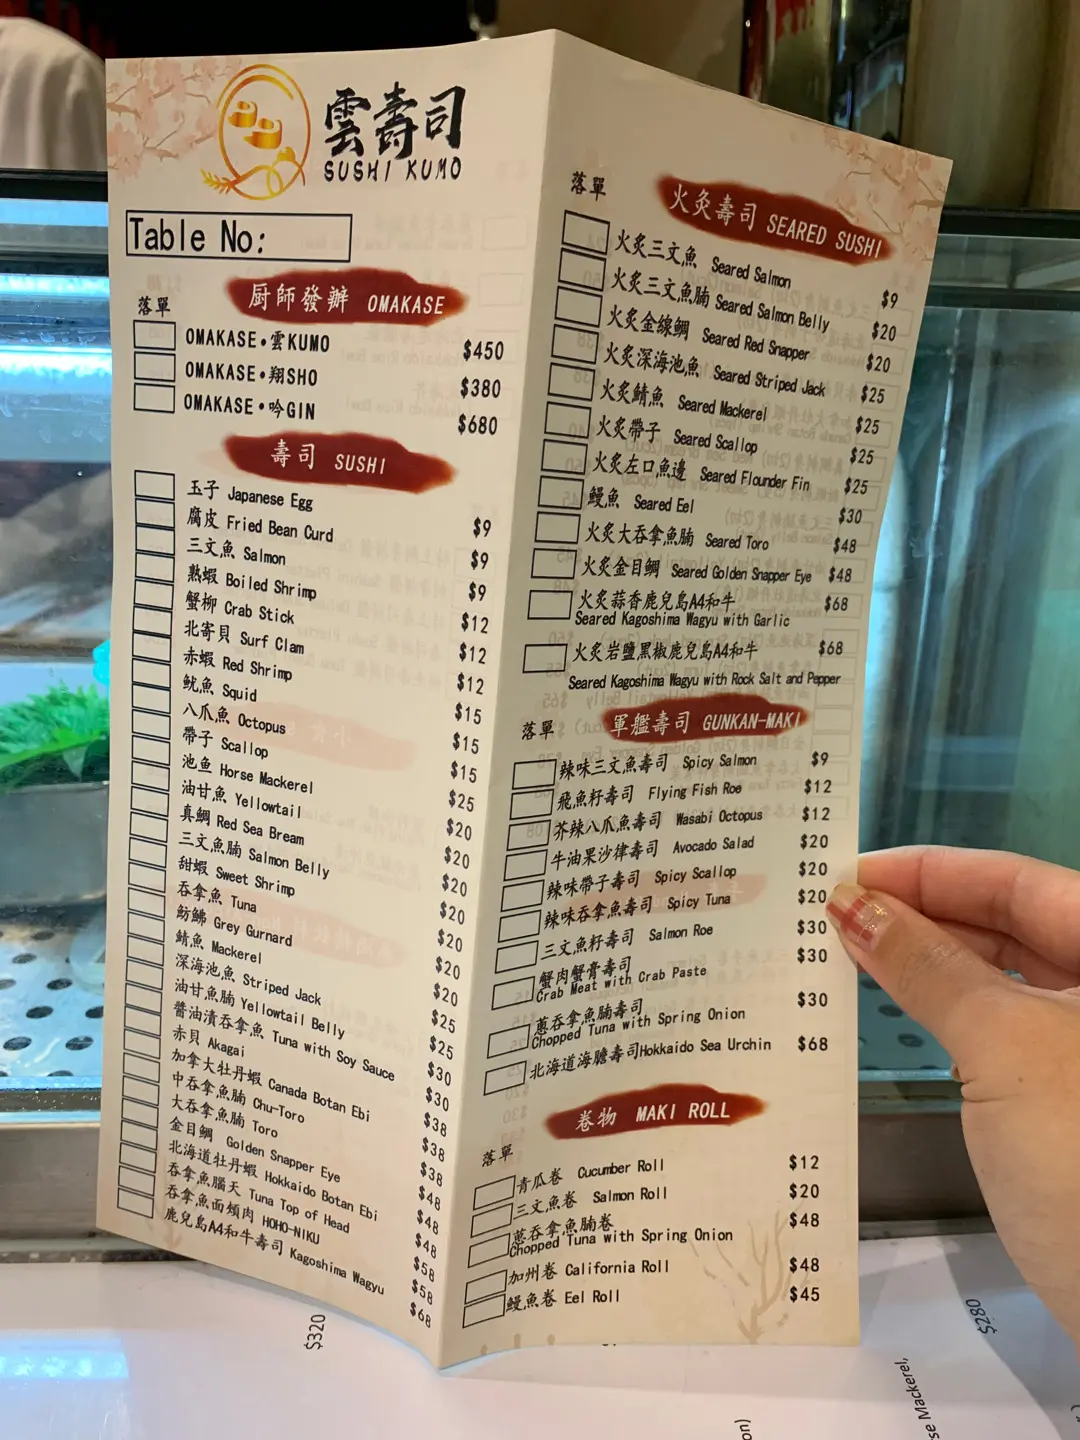 雲壽司
SUSHI KUMO
Table No:
厨師發辦 OMAKASE
落單
OMAKASE•雲KUMO $450
OMAKASE•翔SHO $380
OMAKASE•吟GIN $680
壽司 SUSHI
玉子 Japanese Egg $9
腐皮 Fried Bean Curd $9
三文魚 Salmon $9
熟蝦 Boiled Shrimp $12
蟹柳 Crab Stick $12
北寄貝 Surf Clam $12
赤蝦 Red Shrimp $15
魷魚 Squid $15
八爪魚 Octopus $15
帶子 Scallop $25
池鱼 Horse Mackerel $20
油甘魚 Yellowtail $20
真鯛 Red Sea Bream $20
三文魚腩 Salmon Belly $20
甜蝦 Sweet Shrimp $20
吞拿魚 Tuna $20
魴鮄 Grey Gurnard $20
鯖魚 Mackerel $25
深海池魚 Striped Jack $25
油甘魚腩 Yellowtail Belly $30
醬油漬吞拿魚 Tuna with Soy Sauce $30
赤貝 Akagai $38
加拿大牡丹蝦 Canada Botan Ebi $38
中吞拿魚腩 Chu-Toro $38
大吞拿魚腩 Toro $48
金目鯛 Golden Snapper Eye $48
北海道牡丹蝦 Hokkaido Botan Ebi $48
吞拿魚腦天 Tuna Top of Head $58
吞拿魚面頰肉 HOHO-NIKU $58
鹿兒島A4和牛壽司 Kagoshima Wagyu $68
落單
火炙壽司 SEARED SUSHI
火炙三文魚 Seared Salmon $9
火炙三文魚腩 Seared Salmon Belly $20
火炙金線鯛 Seared Red Snapper $20
火炙深海池魚 Seared Striped Jack $25
火炙鯖魚 Seared Mackerel $25
火炙帶子 Seared Scallop $25
火炙左口魚邊 Seared Flounder Fin $25
鰻魚 Seared Eel $30
火炙大吞拿魚腩 Seared Toro $48
火炙金目鯛 Seared Golden Snapper Eye $48
火炙蒜香鹿兒島A4和牛 $68
Seared Kagoshima Wagyu with Garlic
火炙岩鹽黑椒鹿兒島A4和牛 $68
Seared Kagoshima Wagyu with Rock Salt and Pepper
落單
軍艦壽司 GUNKAN-MAKI
辣味三文魚壽司 Spicy Salmon $9
飛魚籽壽司 Flying Fish Roe $12
芥辣八爪魚壽司 Wasabi Octopus $12
牛油果沙律壽司 Avocado Salad $20
辣味帶子壽司 Spicy Scallop $20
辣味吞拿魚壽司 Spicy Tuna $20
三文魚籽壽司 Salmon Roe $30
蟹肉蟹膏壽司 $30
Crab Meat with Crab Paste
蔥吞拿魚腩壽司 $30
Chopped Tuna with Spring Onion
北海道海膽壽司Hokkaido Sea Urchin $68
卷物 MAKI ROLL
落單
青瓜卷 Cucumber Roll $12
三文魚卷 Salmon Roll $20
蔥吞拿魚腩卷 $48
Chopped Tuna with Spring Onion
加州卷 California Roll $48
鰻魚卷 Eel Roll $45
$320
$280
se Mackerel,
on)